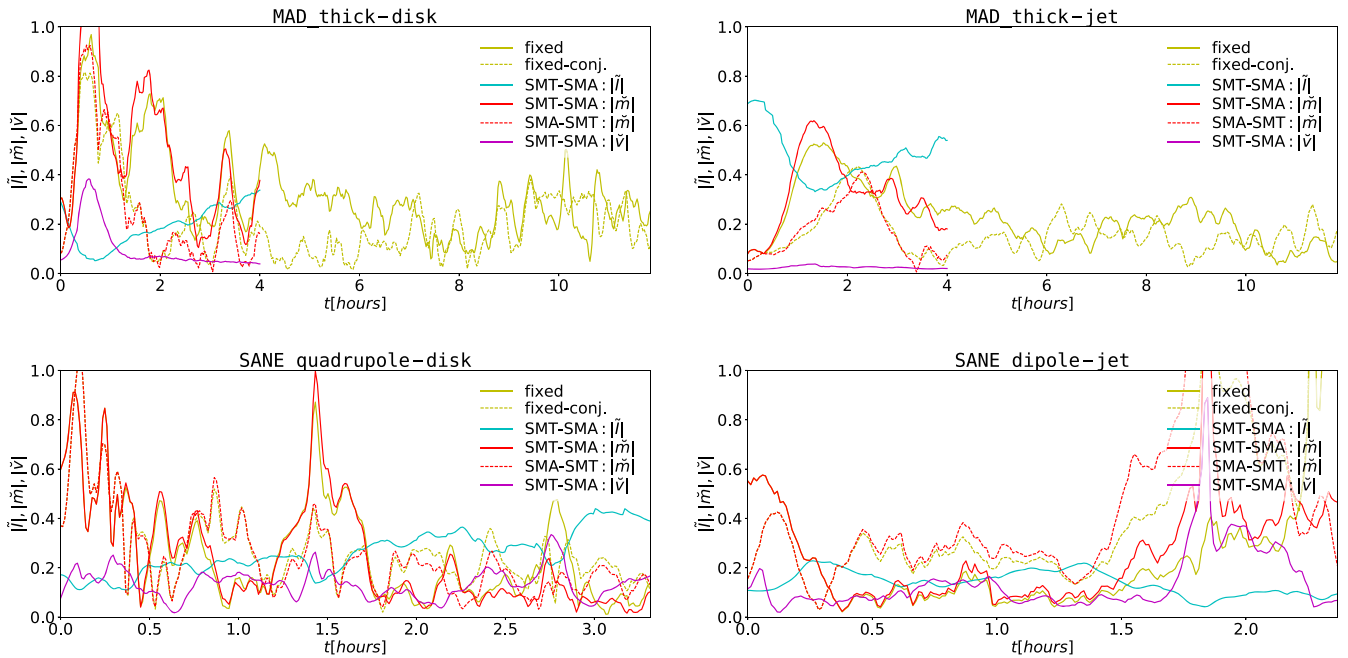 MAD_thick-disk
1.0
0.8
0.6
0.4
0.2
0.0
|l̃|, |m̆|, |v̆|
fixed
fixed-conj.
SMT-SMA : |l̃|
SMT-SMA : |m̆|
SMA-SMT : |m̆|
SMT-SMA : |v̆|
0 2 4 6 8 10
t[hours]
MAD_thick-jet
1.0
0.8
0.6
0.4
0.2
0.0
|l̃|, |m̆|, |v̆|
fixed
fixed-conj.
SMT-SMA : |l̃|
SMT-SMA : |m̆|
SMA-SMT : |m̆|
SMT-SMA : |v̆|
0 2 4 6 8 10
t[hours]
SANE quadrupole-disk
1.0
0.8
0.6
0.4
0.2
0.0
|l̃|, |m̆|, |v̆|
fixed
fixed-conj.
SMT-SMA : |l̃|
SMT-SMA : |m̆|
SMA-SMT : |m̆|
SMT-SMA : |v̆|
0.0 0.5 1.0 1.5 2.0 2.5 3.0
t[hours]
SANE dipole-jet
1.0
0.8
0.6
0.4
0.2
0.0
|l̃|, |m̆|, |v̆|
fixed
fixed-conj.
SMT-SMA : |l̃|
SMT-SMA : |m̆|
SMA-SMT : |m̆|
SMT-SMA : |v̆|
0.0 0.5 1.0 1.5 2.0
t[hours]